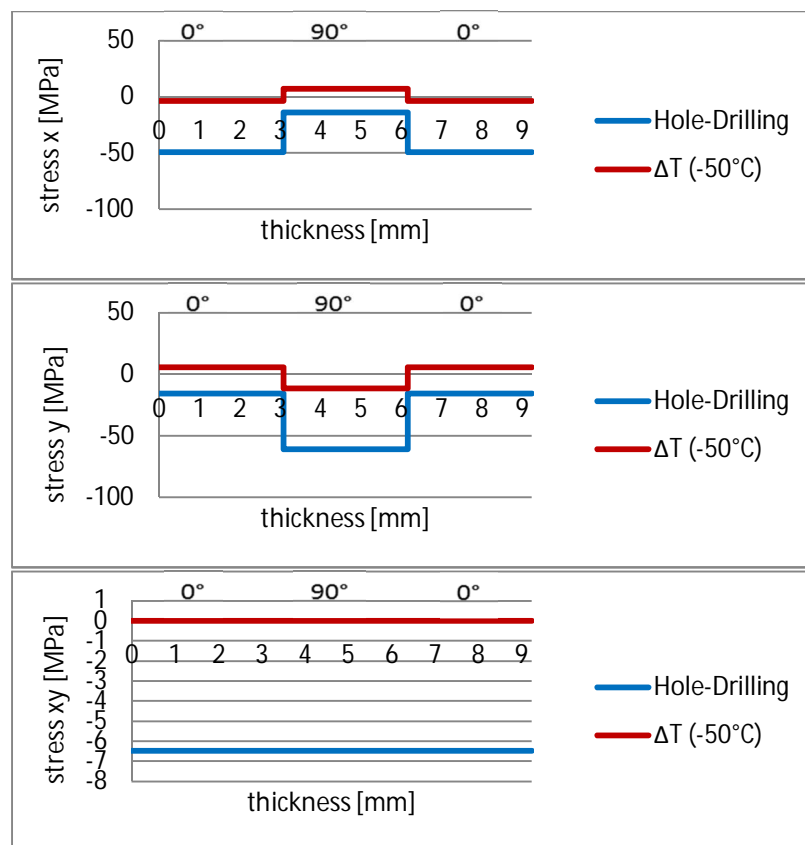 0° 90° 0°
50
0
-50
-100
0 1 2 3 4 5 6 7 8 9
stress x [MPa]
thickness [mm]
Hole-Drilling
ΔT (-50°C)
0° 90° 0°
50
0
-50
-100
0 1 2 3 4 5 6 7 8 9
stress y [MPa]
thickness [mm]
Hole-Drilling
ΔT (-50°C)
0° 90° 0°
1
0
-1
-2
-3
-4
-5
-6
-7
-8
0 1 2 3 4 5 6 7 8 9
stress xy [MPa]
thickness [mm]
Hole-Drilling
ΔT (-50°C)